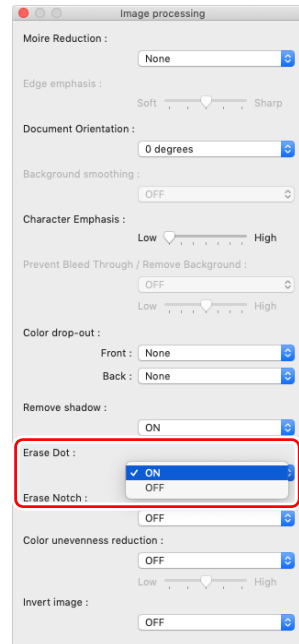 Image processing
Moire Reduction :
None
Edge emphasis :
Soft Sharp
Document Orientation :
0 degrees
Background smoothing :
OFF
Character Emphasis :
Low High
Prevent Bleed Through / Remove Background :
OFF
Low High
Color drop-out :
Front : None
Back : None
Remove shadow :
ON
Erase Dot :
✓ ON
OFF
Erase Notch :
OFF
Color unevenness reduction :
OFF
Low High
Invert image :
OFF